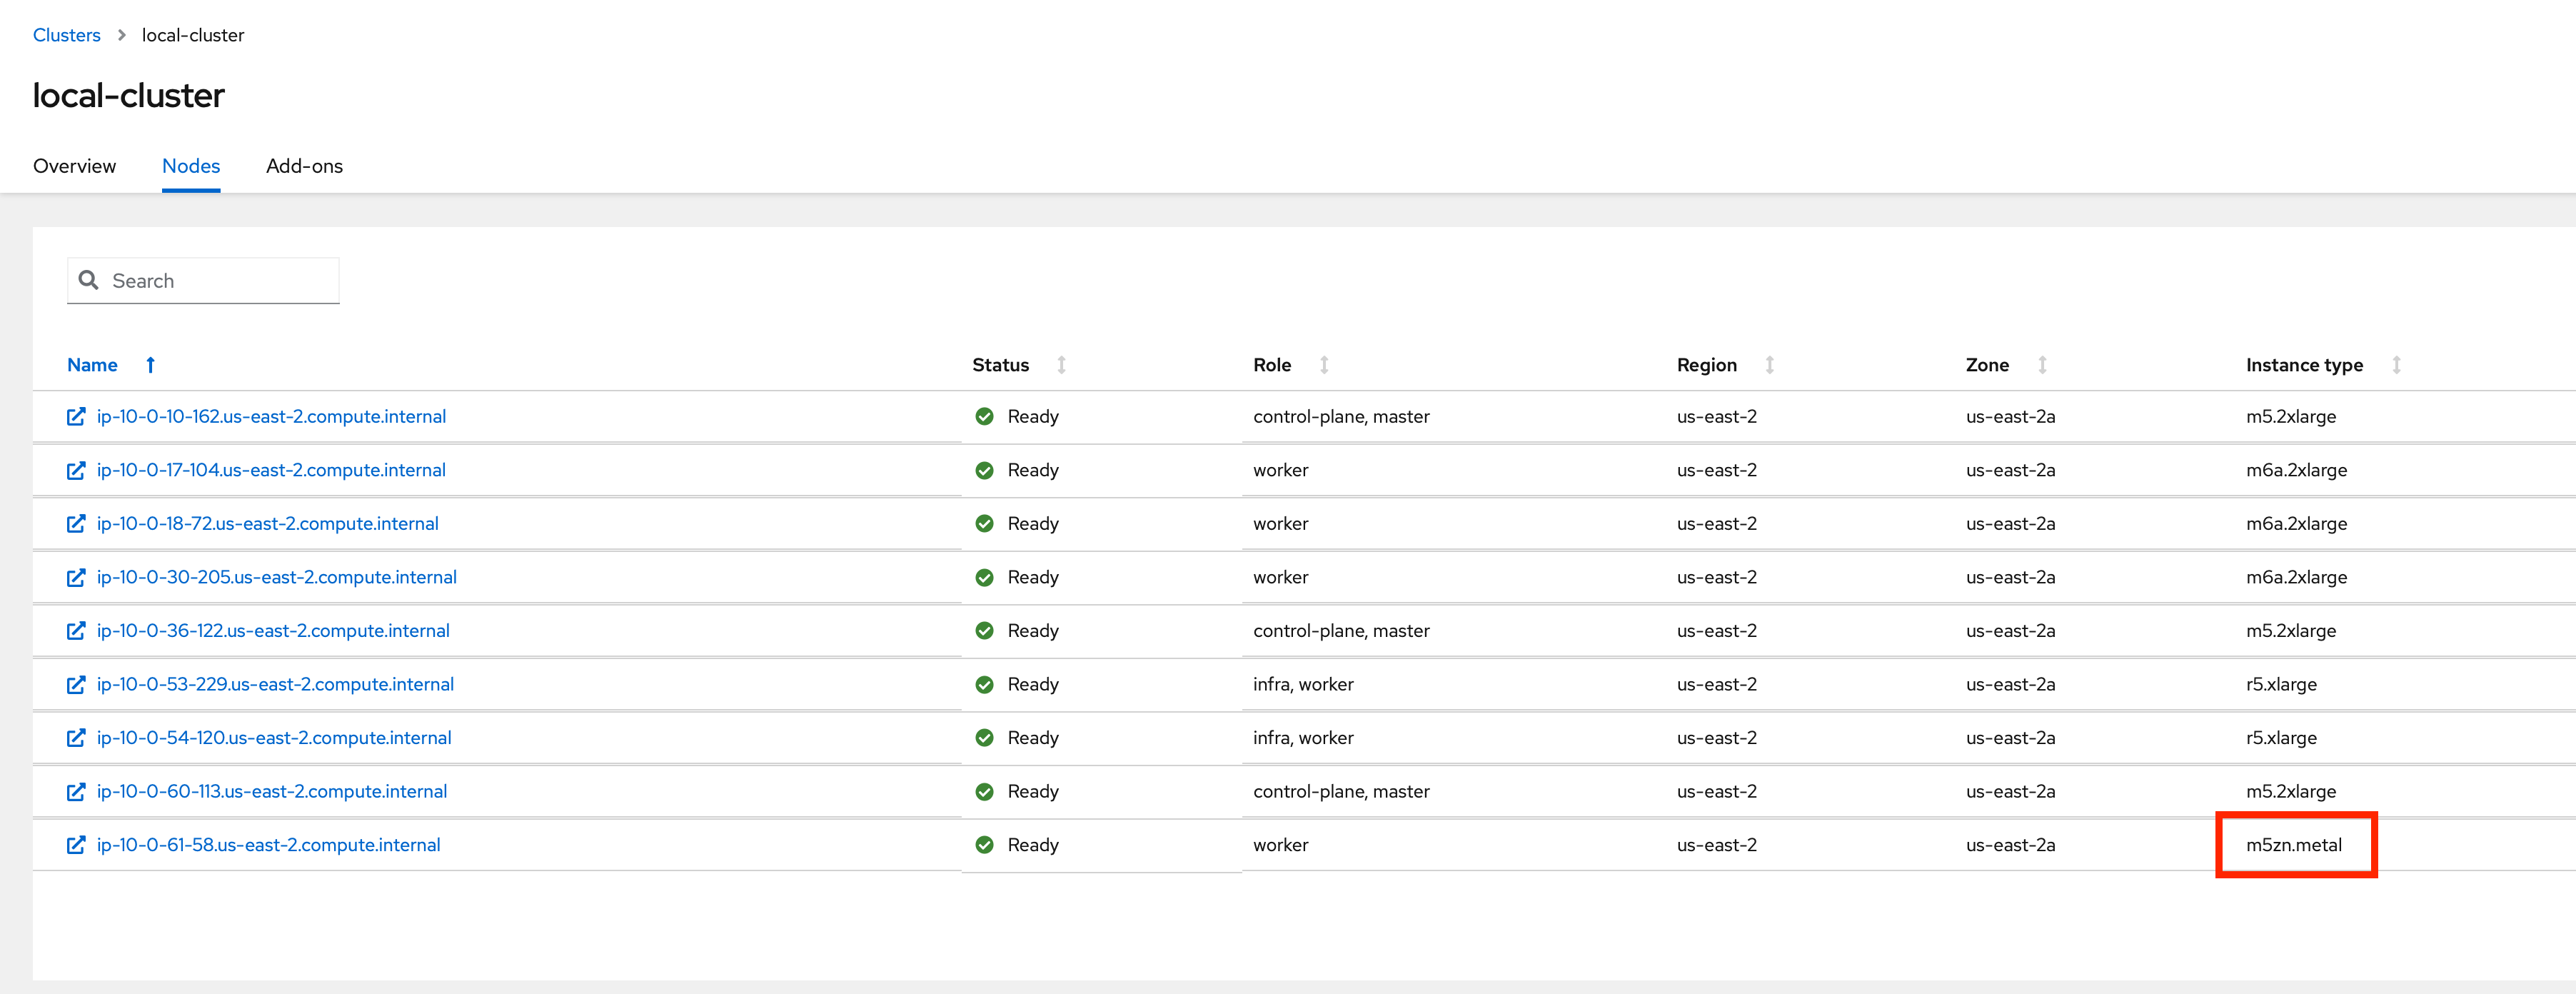 Clusters > local-cluster
local-cluster
Overview Nodes Add-ons
Search
Name Status Role Region Zone Instance type
ip-10-0-10-162.us-east-2.compute.internal Ready control-plane, master us-east-2 us-east-2a m5.2xlarge
ip-10-0-17-104.us-east-2.compute.internal Ready worker us-east-2 us-east-2a m6a.2xlarge
ip-10-0-18-72.us-east-2.compute.internal Ready worker us-east-2 us-east-2a m6a.2xlarge
ip-10-0-30-205.us-east-2.compute.internal Ready worker us-east-2 us-east-2a m6a.2xlarge
ip-10-0-36-122.us-east-2.compute.internal Ready control-plane, master us-east-2 us-east-2a m5.2xlarge
ip-10-0-53-229.us-east-2.compute.internal Ready infra, worker us-east-2 us-east-2a r5.xlarge
ip-10-0-54-120.us-east-2.compute.internal Ready infra, worker us-east-2 us-east-2a r5.xlarge
ip-10-0-60-113.us-east-2.compute.internal Ready control-plane, master us-east-2 us-east-2a m5.2xlarge
ip-10-0-61-58.us-east-2.compute.internal Ready worker us-east-2 us-east-2a m5zn.metal